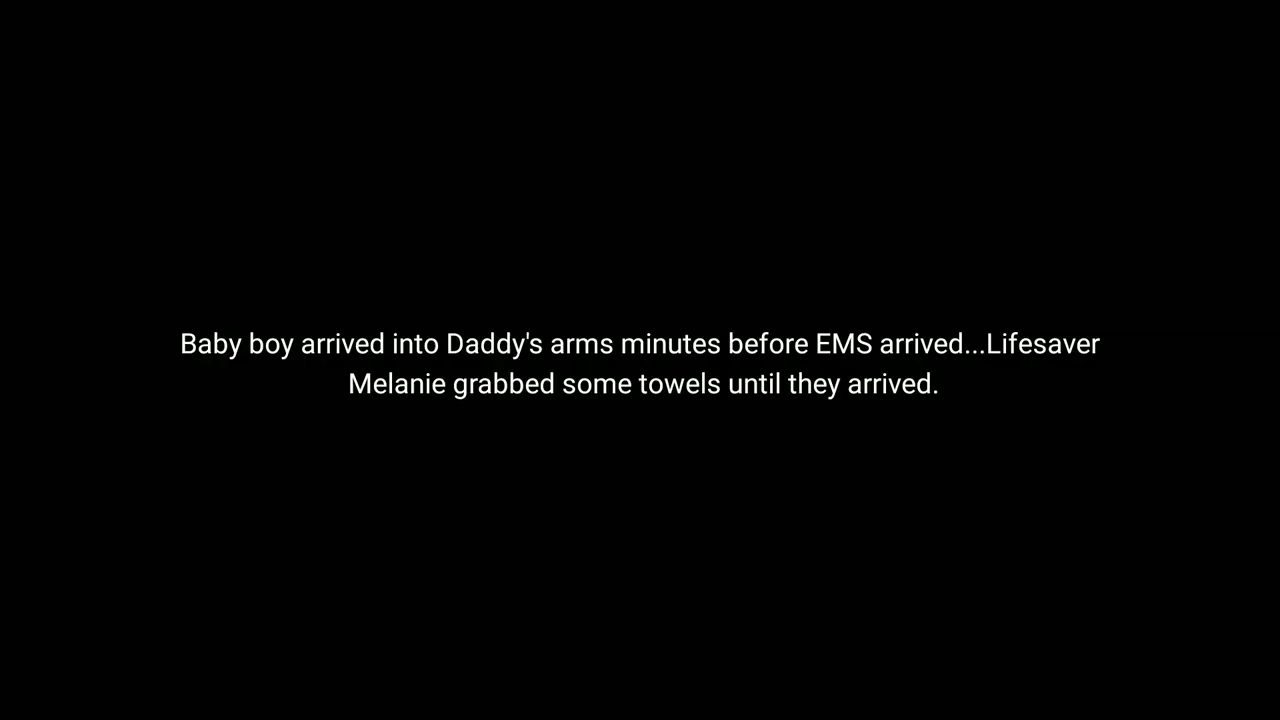 Baby boy arrived into Daddy's arms minutes before EMS arrived...Lifesaver
Melanie grabbed some towels until they arrived.